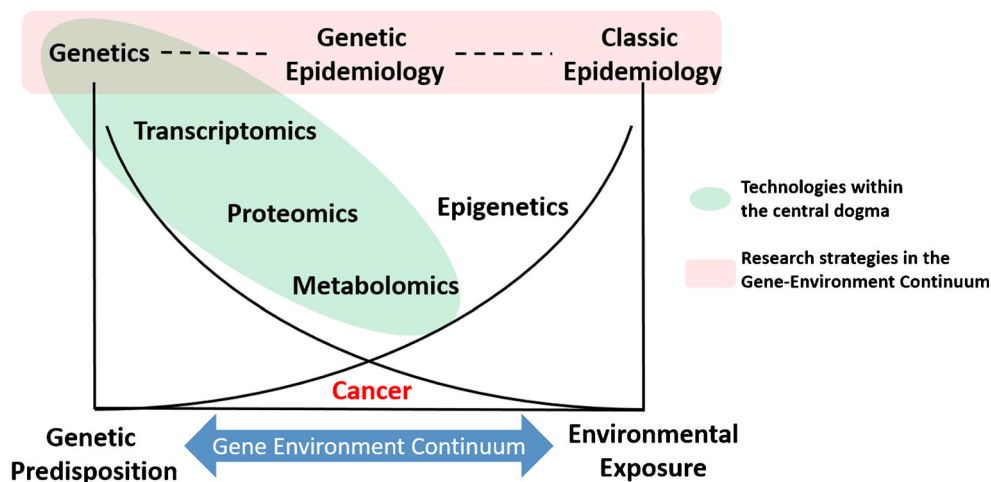 Genetics
Genetic
Epidemiology
Classic
Epidemiology
Transcriptomics
Proteomics
Epigenetics
Metabolomics
Cancer
Technologies within
the central dogma
Research strategies in the
Gene-Environment Continuum
Genetic
Predisposition
Gene Environment Continuum
Environmental
Exposure